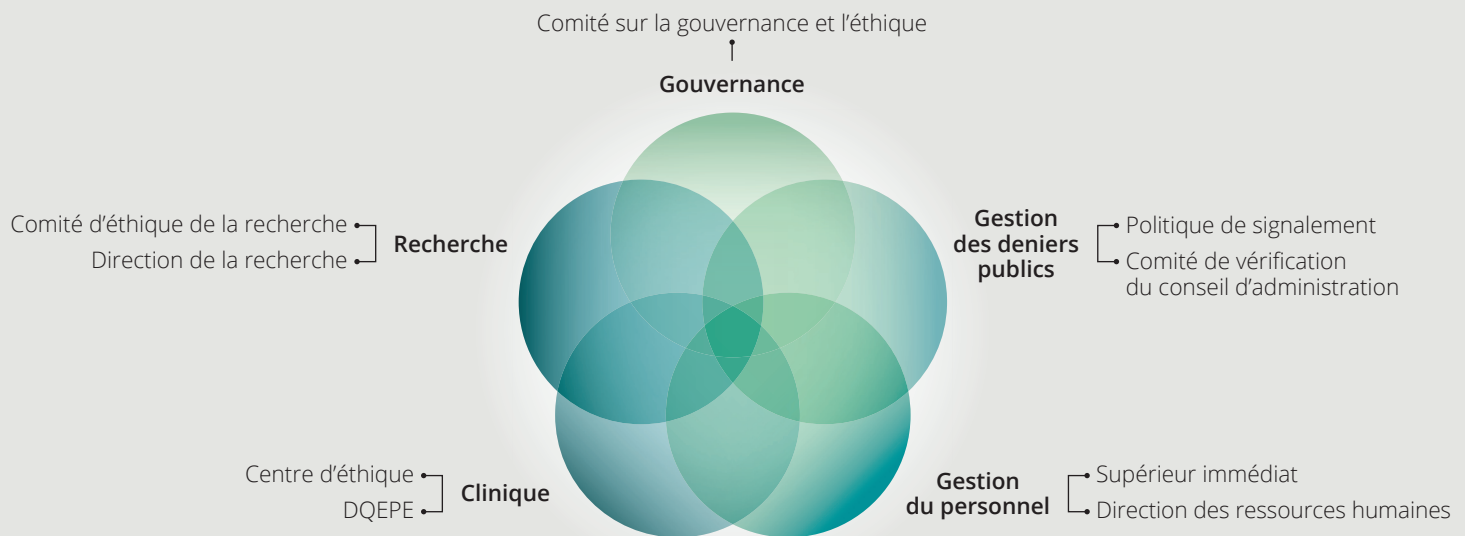 Comité sur la gouvernance et l'éthique
Gouvernance
Comité d'éthique de la recherche
Direction de la recherche
Recherche
Gestion
des deniers
publics
Politique de signalement
Comité de vérification
du conseil d'administration
Centre d'éthique
DQEPE
Clinique
Gestion
du personnel
Supérieur immédiat
Direction des ressources humaines